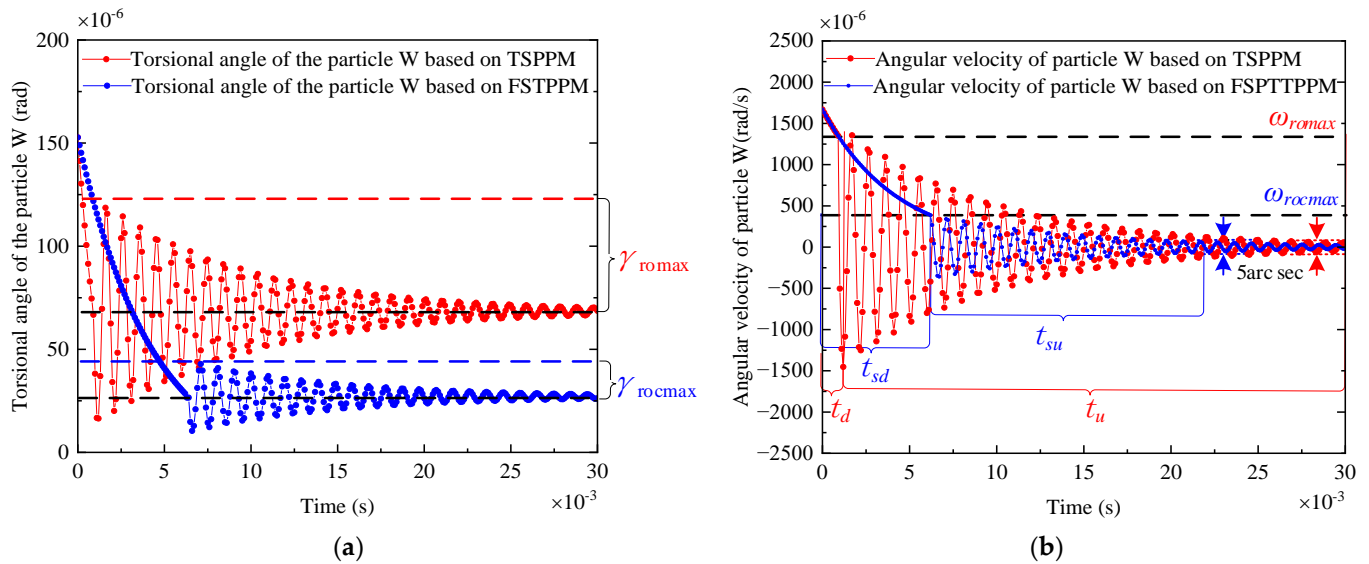 ×10⁻⁶
200
150
100
50
0
Torsional angle of the particle W (rad)
Torsional angle of the particle W based on TSPPM
Torsional angle of the particle W based on FSTPPM
γ romax
γ rocmax
0 5 10 15 20 25 30
Time (s)
×10⁻³
(a)
×10⁻⁶
2500
2000
1500
1000
500
0
−500
−1000
−1500
−2000
−2500
Angular velocity of particle W (rad/s)
Angular velocity of particle W based on TSPPM
Angular velocity of particle W based on FSPTTPPM
ωromax
ωrocmax
5arc sec
tsu
tsd
td
tu
0 5 10 15 20 25 30
Time (s)
×10⁻³
(b)